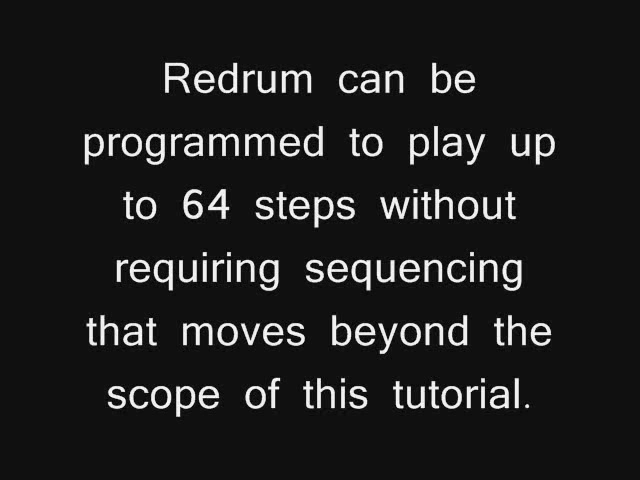 Redrum can be
programmed to play up
to 64 steps without
requiring sequencing
that moves beyond the
scope of this tutorial.